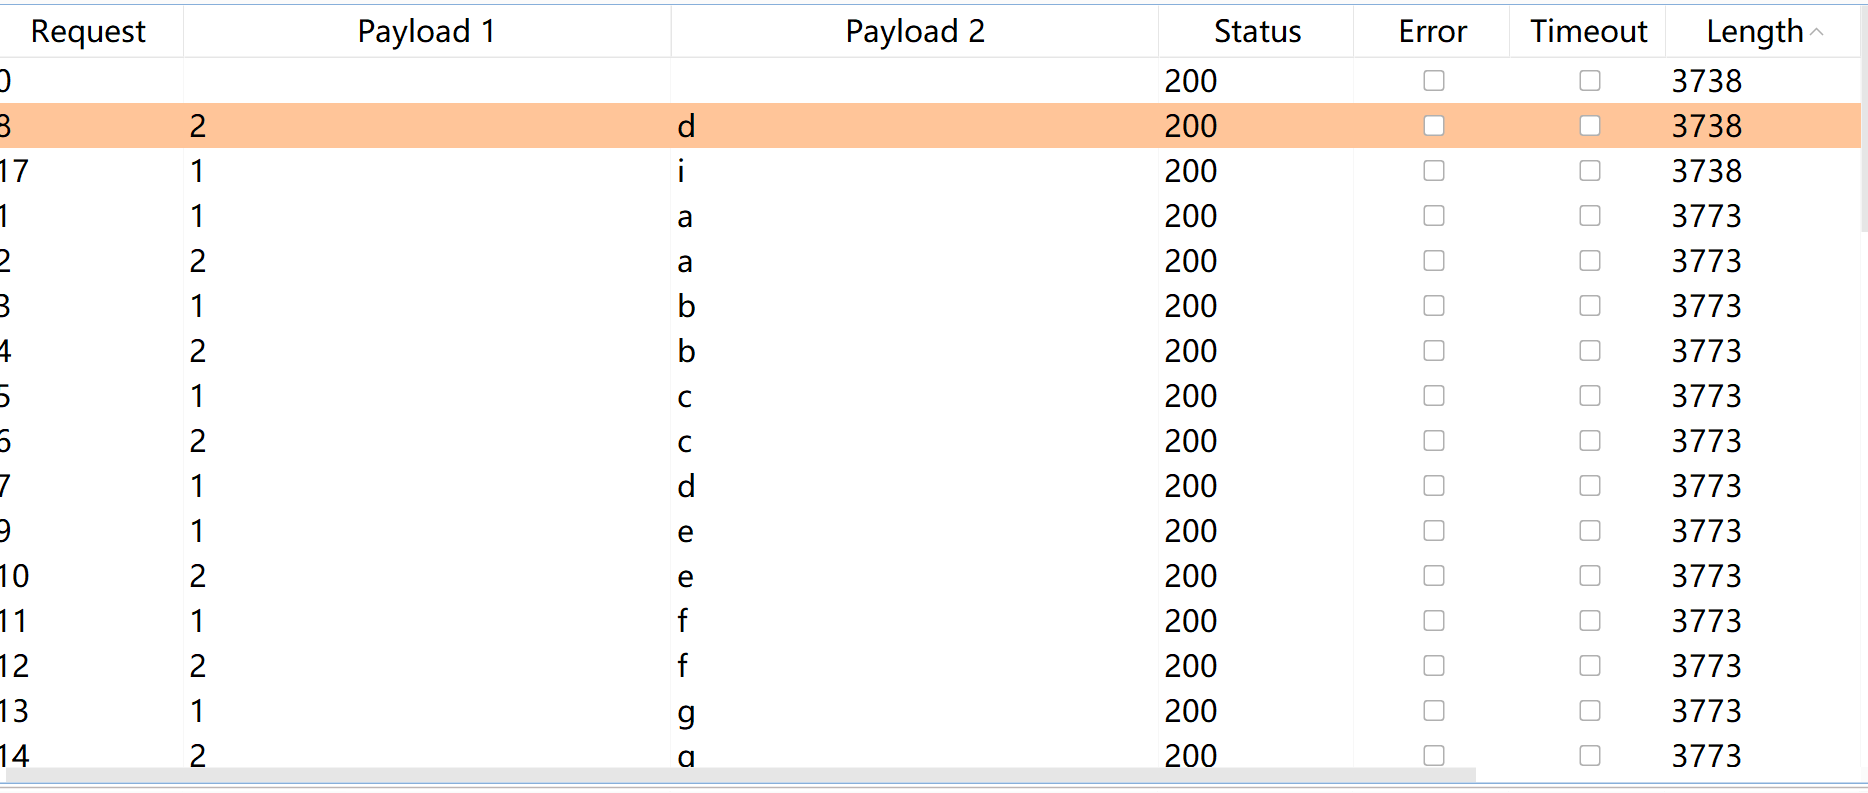 Request Payload 1 Payload 2 Status Error Timeout Length
0 200 3738
8 2 d 200 3738
17 1 i 200 3738
1 1 a 200 3773
2 2 a 200 3773
3 1 b 200 3773
4 2 b 200 3773
5 1 c 200 3773
6 2 c 200 3773
7 1 d 200 3773
9 1 e 200 3773
10 2 e 200 3773
11 1 f 200 3773
12 2 f 200 3773
13 1 g 200 3773
14 2 g 200 3773